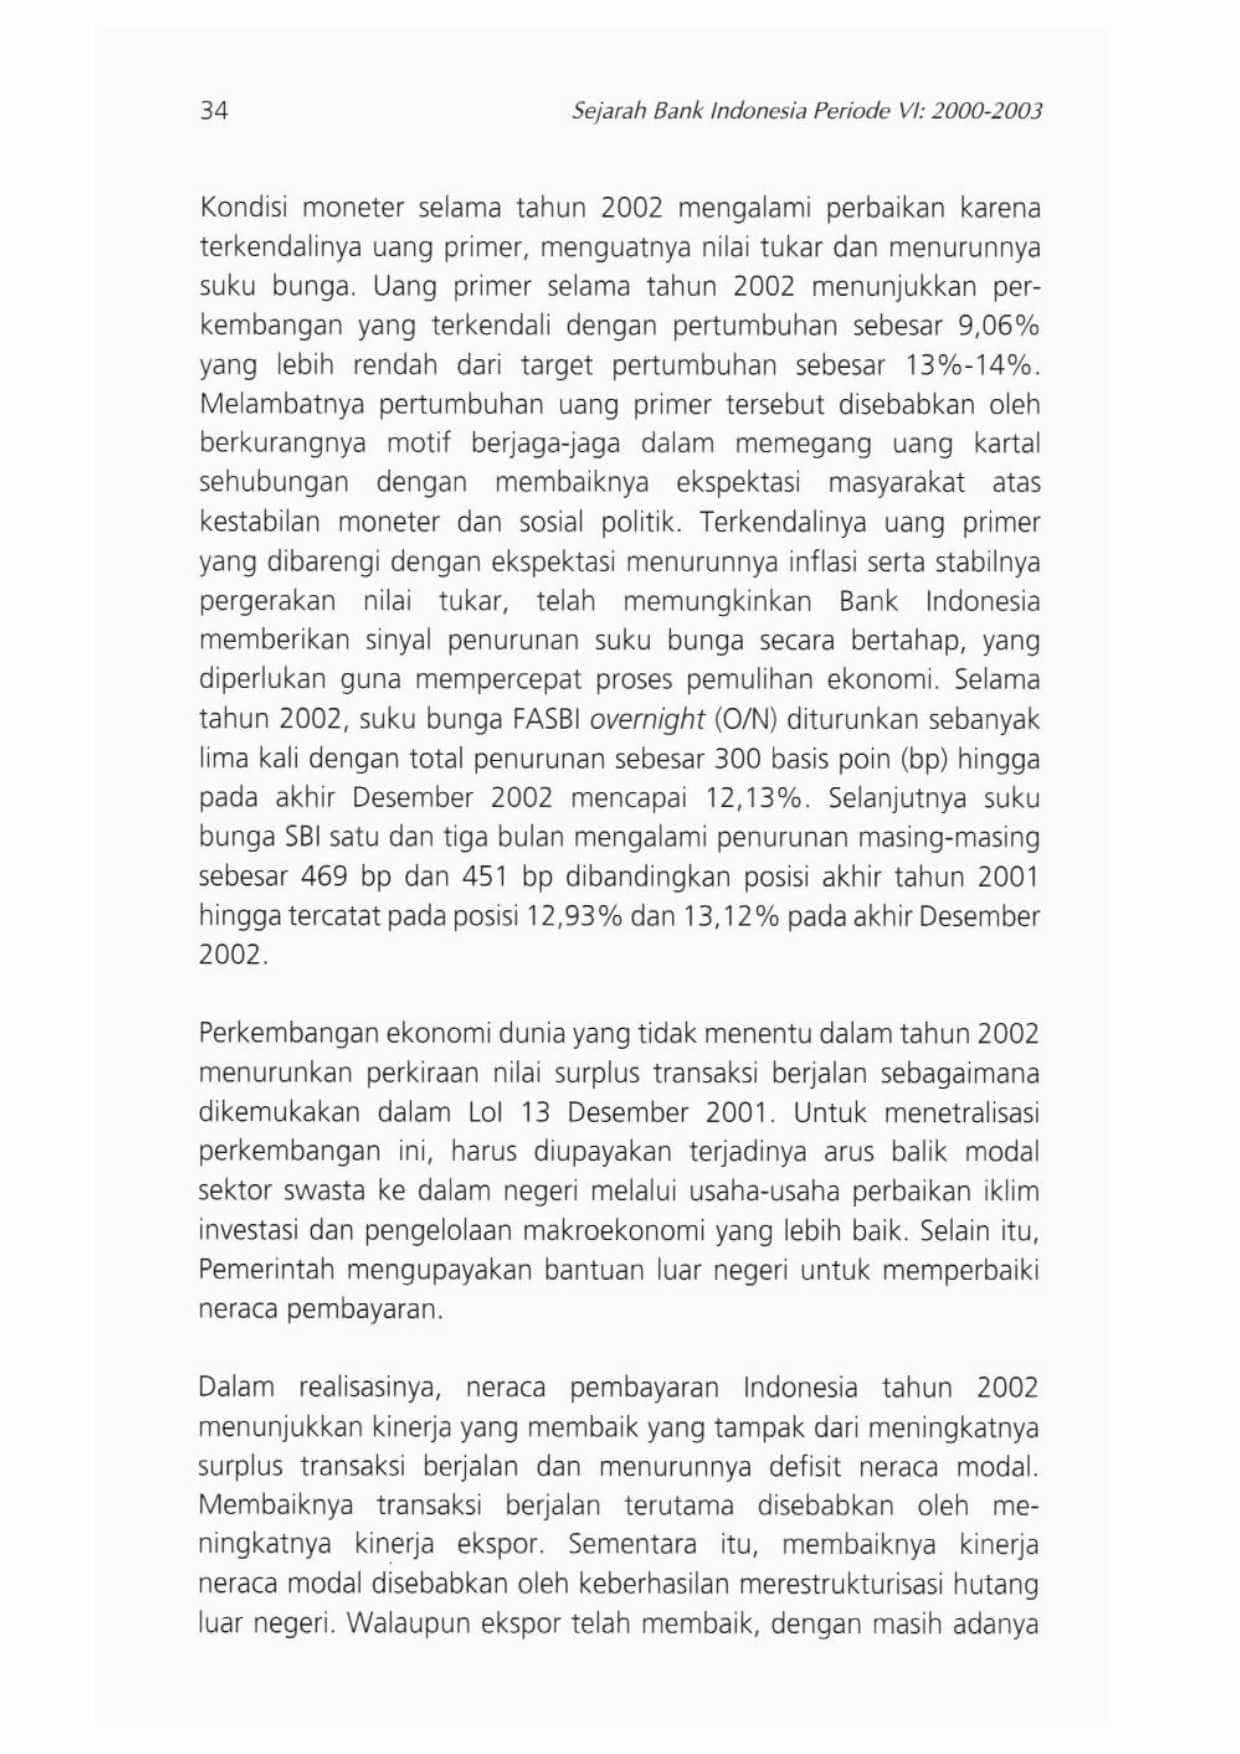 34
Sejarah Bank Indonesia Periode VI: 2000-2003
Kondisi moneter selama tahun 2002 mengalami perbaikan karena
terkendalinya uang primer, menguatnya nilai tukar dan menurunnya
suku bunga. Uang primer selama tahun 2002 menunjukkan per-
kembangan yang terkendali dengan pertumbuhan sebesar 9,06%
yang lebih rendah dari target pertumbuhan sebesar 13%-14%.
Melambatnya pertumbuhan uang primer tersebut disebabkan oleh
berkurangnya motif berjaga-jaga dalam memegang uang kartal
sehubungan dengan membaiknya ekspektasi masyarakat atas
kestabilan moneter dan sosial politik. Terkendalinya uang primer
yang dibarengi dengan ekspektasi menurunnya inflasi serta stabilnya
pergerakan nilai tukar, telah memungkinkan Bank Indonesia
memberikan sinyal penurunan suku bunga secara bertahap, yang
diperlukan guna mempercepat proses pemulihan ekonomi. Selama
tahun 2002, suku bunga FASBI overnight (O/N) diturunkan sebanyak
lima kali dengan total penurunan sebesar 300 basis poin (bp) hingga
pada akhir Desember 2002 mencapai 12,13%. Selanjutnya suku
bunga SBI satu dan tiga bulan mengalami penurunan masing-masing
sebesar 469 bp dan 451 bp dibandingkan posisi akhir tahun 2001
hingga tercatat pada posisi 12,93% dan 13,12% pada akhir Desember
2002.
Perkembangan ekonomi dunia yang tidak menentu dalam tahun 2002
menurunkan perkiraan nilai surplus transaksi berjalan sebagaimana
dikemukakan dalam LoI 13 Desember 2001. Untuk menetralisasi
perkembangan ini, harus diupayakan terjadinya arus balik modal
sektor swasta ke dalam negeri melalui usaha-usaha perbaikan iklim
investasi dan pengelolaan makroekonomi yang lebih baik. Selain itu,
Pemerintah mengupayakan bantuan luar negeri untuk memperbaiki
neraca pembayaran.
Dalam realisasinya, neraca pembayaran Indonesia tahun 2002
menunjukkan kinerja yang membaik yang tampak dari meningkatnya
surplus transaksi berjalan dan menurunnya defisit neraca modal.
Membaiknya transaksi berjalan terutama disebabkan oleh me-
ningkatnya kinerja ekspor. Sementara itu, membaiknya kinerja
neraca modal disebabkan oleh keberhasilan merestrukturisasi hutang
luar negeri. Walaupun ekspor telah membaik, dengan masih adanya